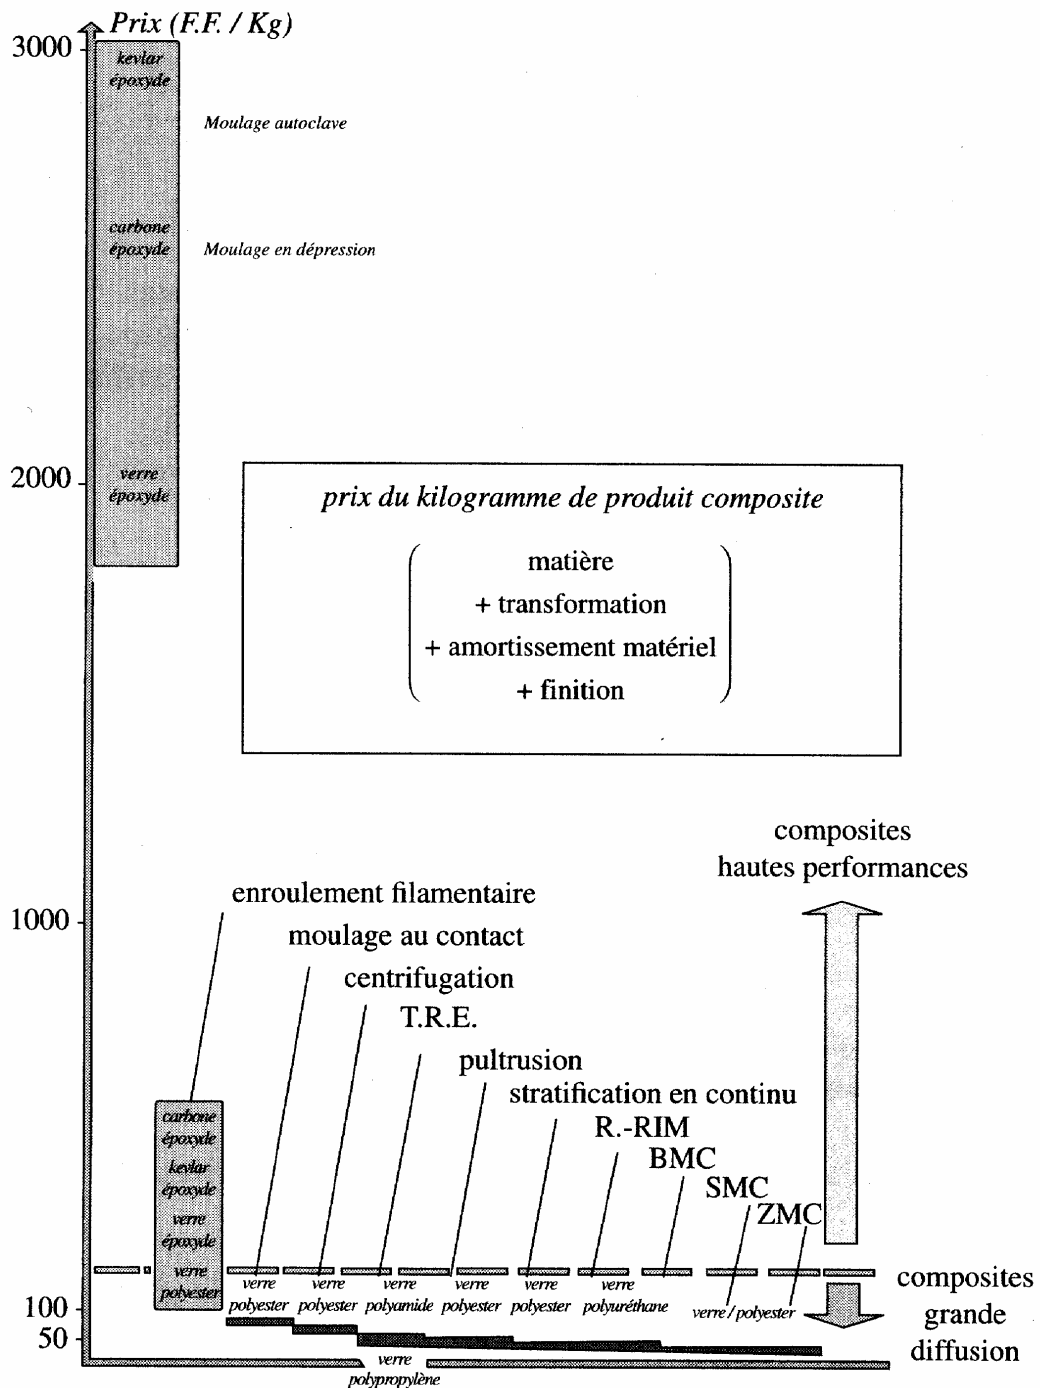 Prix (F.F. / Kg)
3000
kevlar
époxyde
Moulage autoclave
carbone
époxyde
Moulage en dépression
2000
verre
époxyde
prix du kilogramme de produit composite
matière
+ transformation
+ amortissement matériel
+ finition
composites
hautes performances
1000
enroulement filamentaire
moulage au contact
centrifugation
T.R.E.
pultrusion
stratification en continu
R.-RIM
BMC
SMC
ZMC
carbone
époxyde
kevlar
époxyde
verre
époxyde
verre
polyester
verre
polyester
verre
polyester
verre
polyamide
verre
polyester
verre
polyester
verre
polyuréthane
verre / polyester
composites
grande
diffusion
100
50
verre
polypropylène